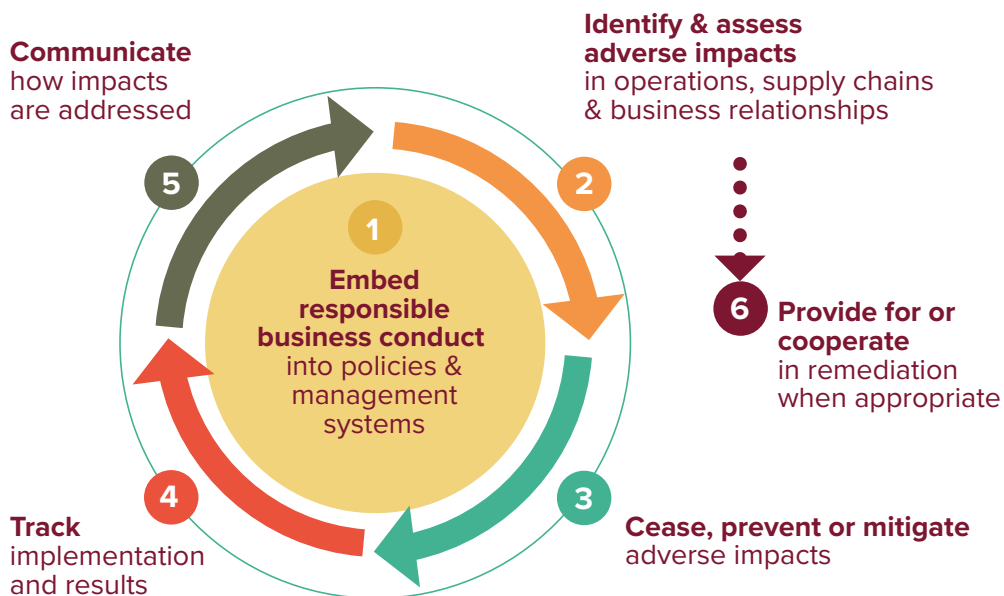 1
Embed
responsible
business conduct
into policies &
management
systems
2
Identify & assess
adverse impacts
in operations, supply chains
& business relationships
3
Cease, prevent or mitigate
adverse impacts
4
Track
implementation
and results
5
Communicate
how impacts
are addressed
6
Provide for or
cooperate
in remediation
when appropriate